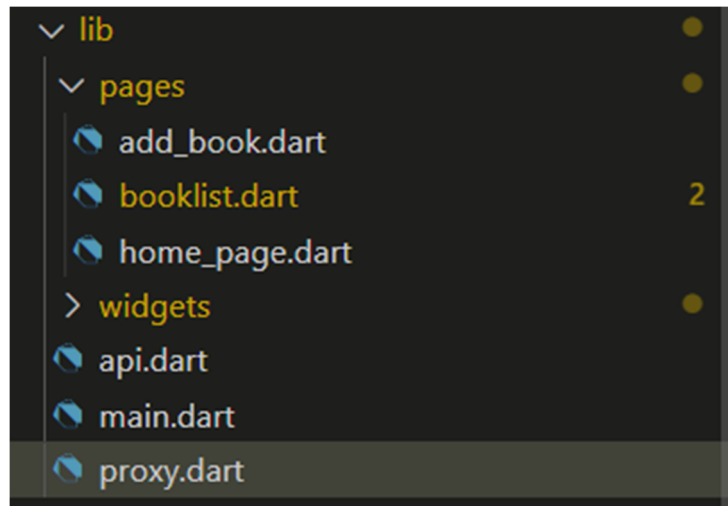 lib
pages
add_book.dart
booklist.dart 2
home_page.dart
widgets
api.dart
main.dart
proxy.dart